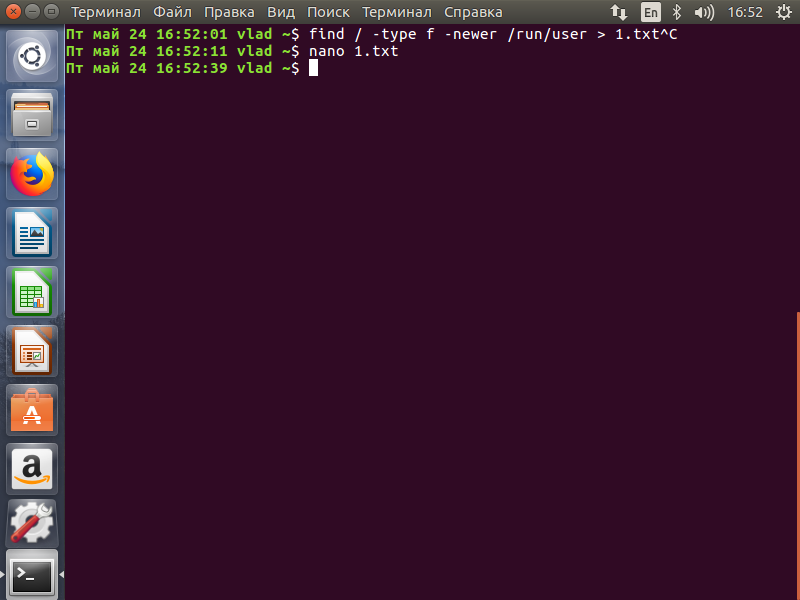 Терминал Файл Правка Вид Поиск Терминал Справка En 16:52
Пт май 24 16:52:01 vlad ~$ find / -type f -newer /run/user > 1.txt^C
Пт май 24 16:52:11 vlad ~$ nano 1.txt
Пт май 24 16:52:39 vlad ~$